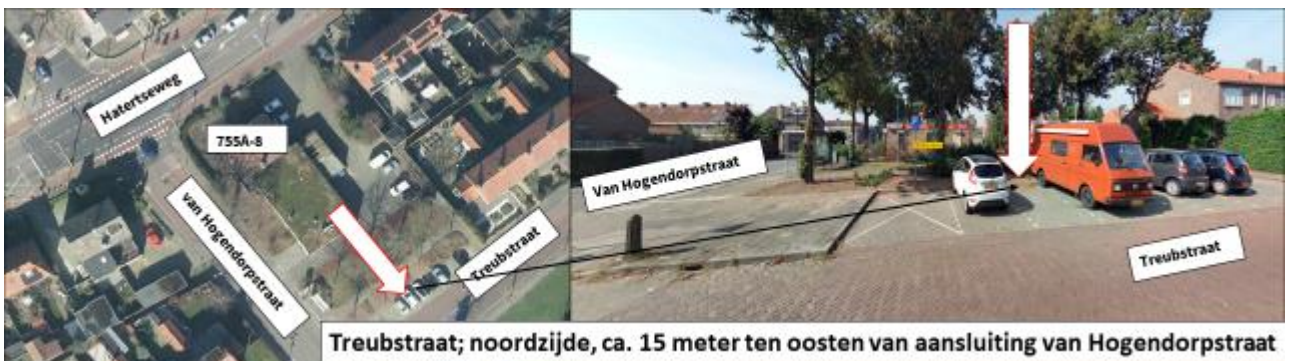 Hatertseweg
755A-8
van Hogendorpstraat
Treubstraat
Van Hogendorpstraat
Treubstraat
Treubstraat; noordzijde, ca. 15 meter ten oosten van aansluiting van Hogendorpstraat